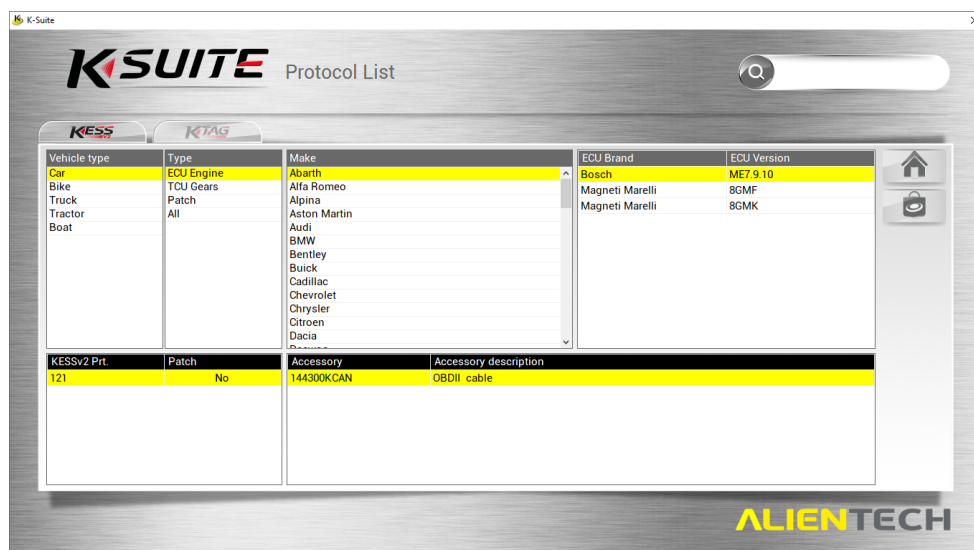 K-Suite
KSUITE Protocol List
KESS v2 KTAG
Vehicle type Type Make ECU Brand ECU Version
Car ECU Engine Abarth Bosch ME7.9.10
Bike TCU Gears Alfa Romeo Magneti Marelli 8GMF
Truck Patch Alpina Magneti Marelli 8GMK
Tractor All Aston Martin
Boat Audi
BMW
Bentley
Buick
Cadillac
Chevrolet
Chrysler
Citroen
Dacia
KESSv2 Prt. Patch Accessory Accessory description
121 No 144300KCAN OBDII cable
ALIENTECH